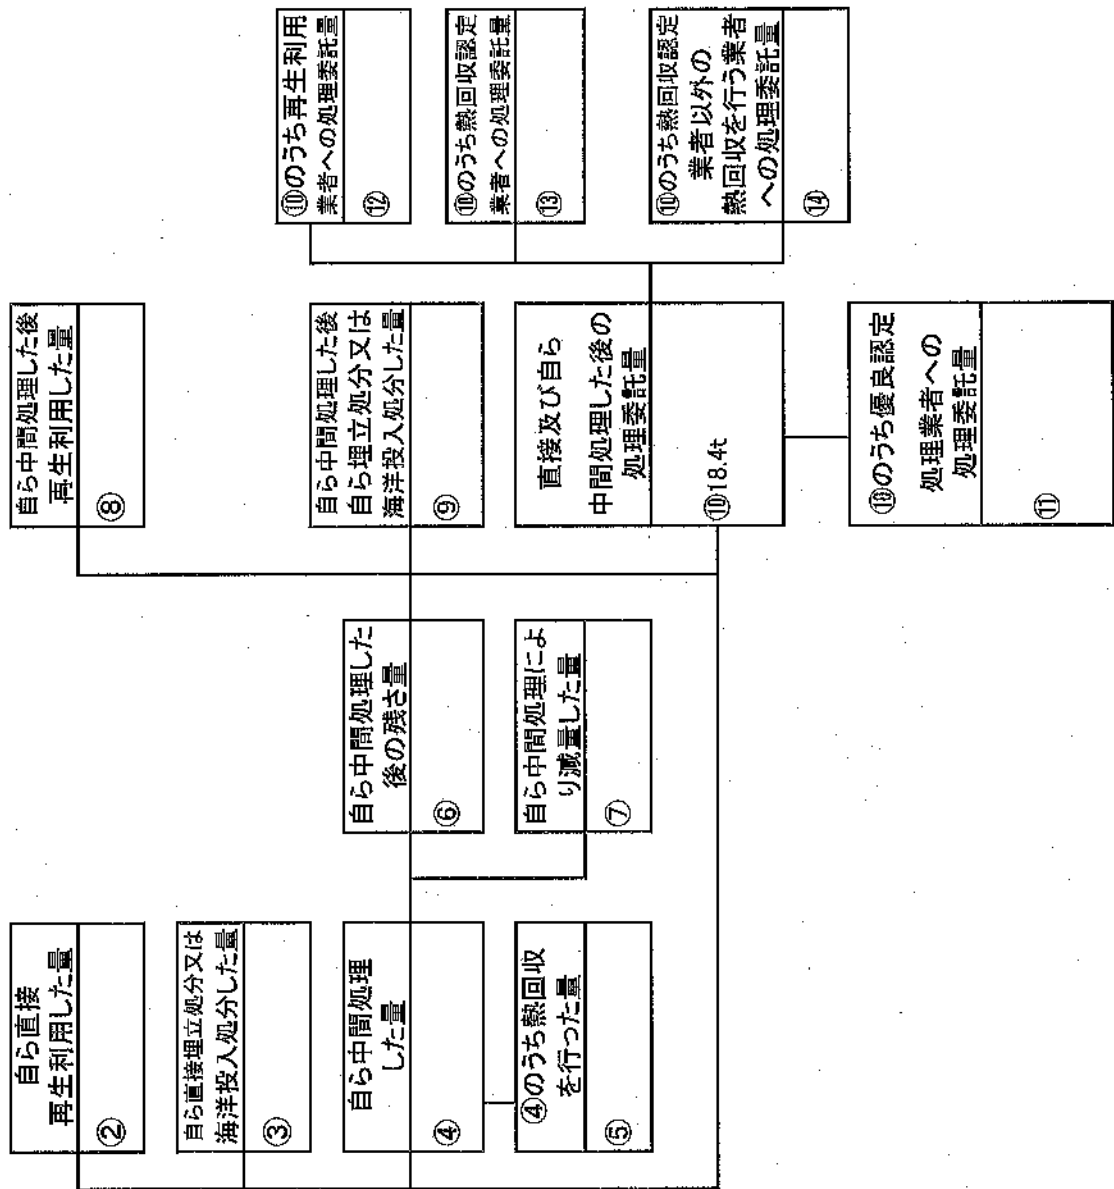 自ら直接
再生利用した量
②
自ら直接埋立処分又は
海洋投入処分した量
③
自ら中間処理
した量
④
④のうち熱回収
を行った量
⑤
自ら中間処理した
後の残さ量
⑥
自ら中間処理によ
り減量した量
⑦
自ら中間処理した後
再生利用した量
⑧
自ら中間処理した後
自ら埋立処分又は
海洋投入処分した量
⑨
直接及び自ら
中間処理した後の
処理委託量
⑩18.4t
⑩のうち優良認定
処理業者への
処理委託量
⑪
⑩のうち再生利用
業者への処理委託量
⑫
⑩のうち熱回収認定
業者への処理委託量
⑬
⑩のうち熱回収認定
業者以外の
熱回収を行う業者
への処理委託量
⑭